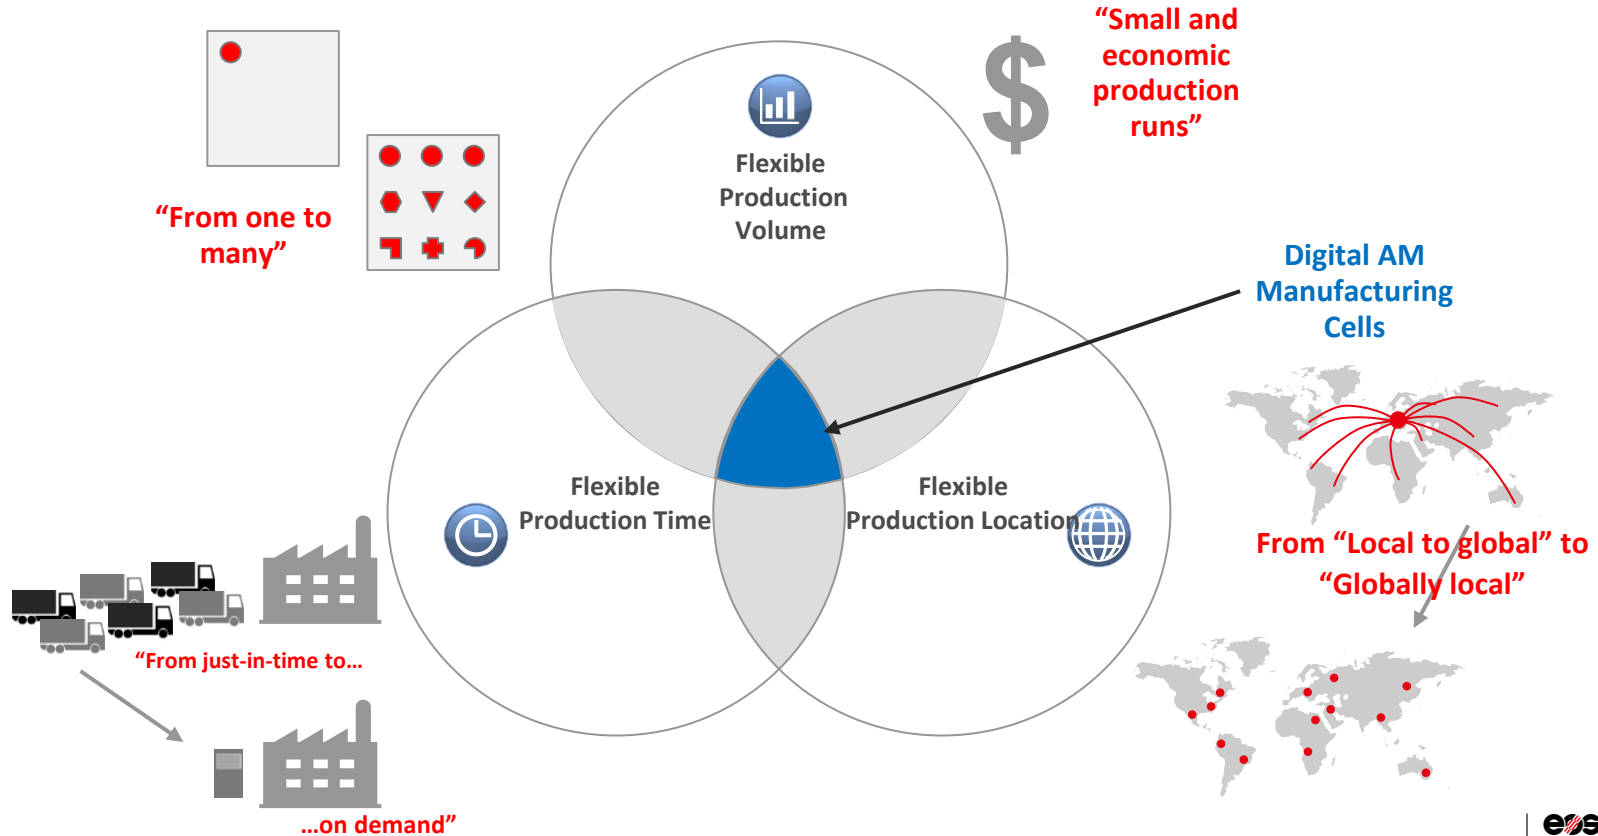 “Small and
economic
production
runs”
Flexible
Production
Volume
“From one to
many”
Digital AM
Manufacturing
Cells
Flexible
Production Time
Flexible
Production Location
From “Local to global” to
“Globally local”
“From just-in-time to...
...on demand”
eos